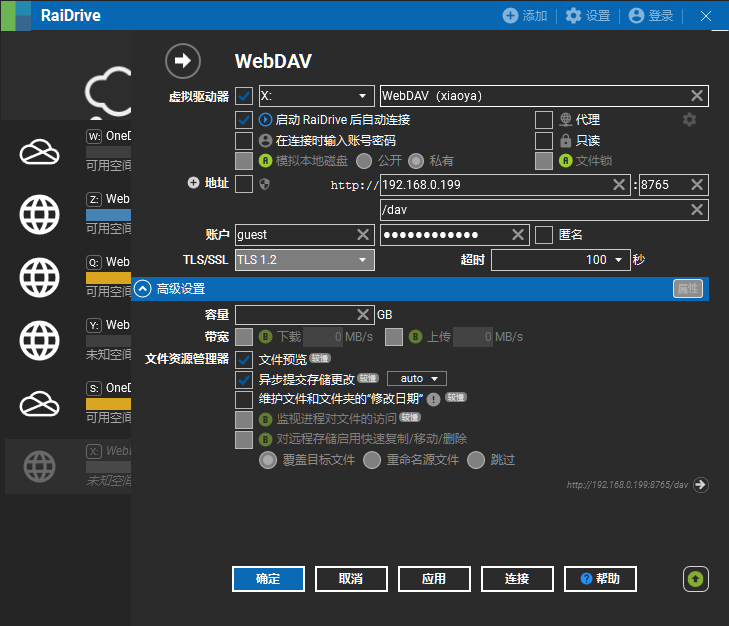 RaiDrive 添加 设置 登录
WebDAV
虚拟驱动器 X: WebDAV（xiaoya）
启动 RaiDrive 后自动连接 代理
W: OneD
在连接时输入账号密码 只读
可用空间
A 模拟本地磁盘 公开 私有 A 文件锁
地址 http:// 192.168.0.199 : 8765
Z: Web
/dav
可用空间
账户 guest ●●●●●●●●●●●● 匿名
Q: Web
TLS/SSL TLS 1.2 超时 100 秒
可用空间
高级设置 属性
容量 GB
Y: Web
带宽 B 下载 0 MB/s B 上传 0 MB/s
未知空间
文件资源管理器 文件预览 较慢
异步提交存储更改 较慢 auto
S: OneD
维护文件和文件夹的“修改日期” 较慢
可用空间
B 监视进程对文件的访问 较慢
B 对远程存储启用快速复制/移动/删除
X: WebI
覆盖目标文件 重命名源文件 跳过
未知空间
http://192.168.0.199:8765/dav
确定 取消 应用 连接 ? 帮助